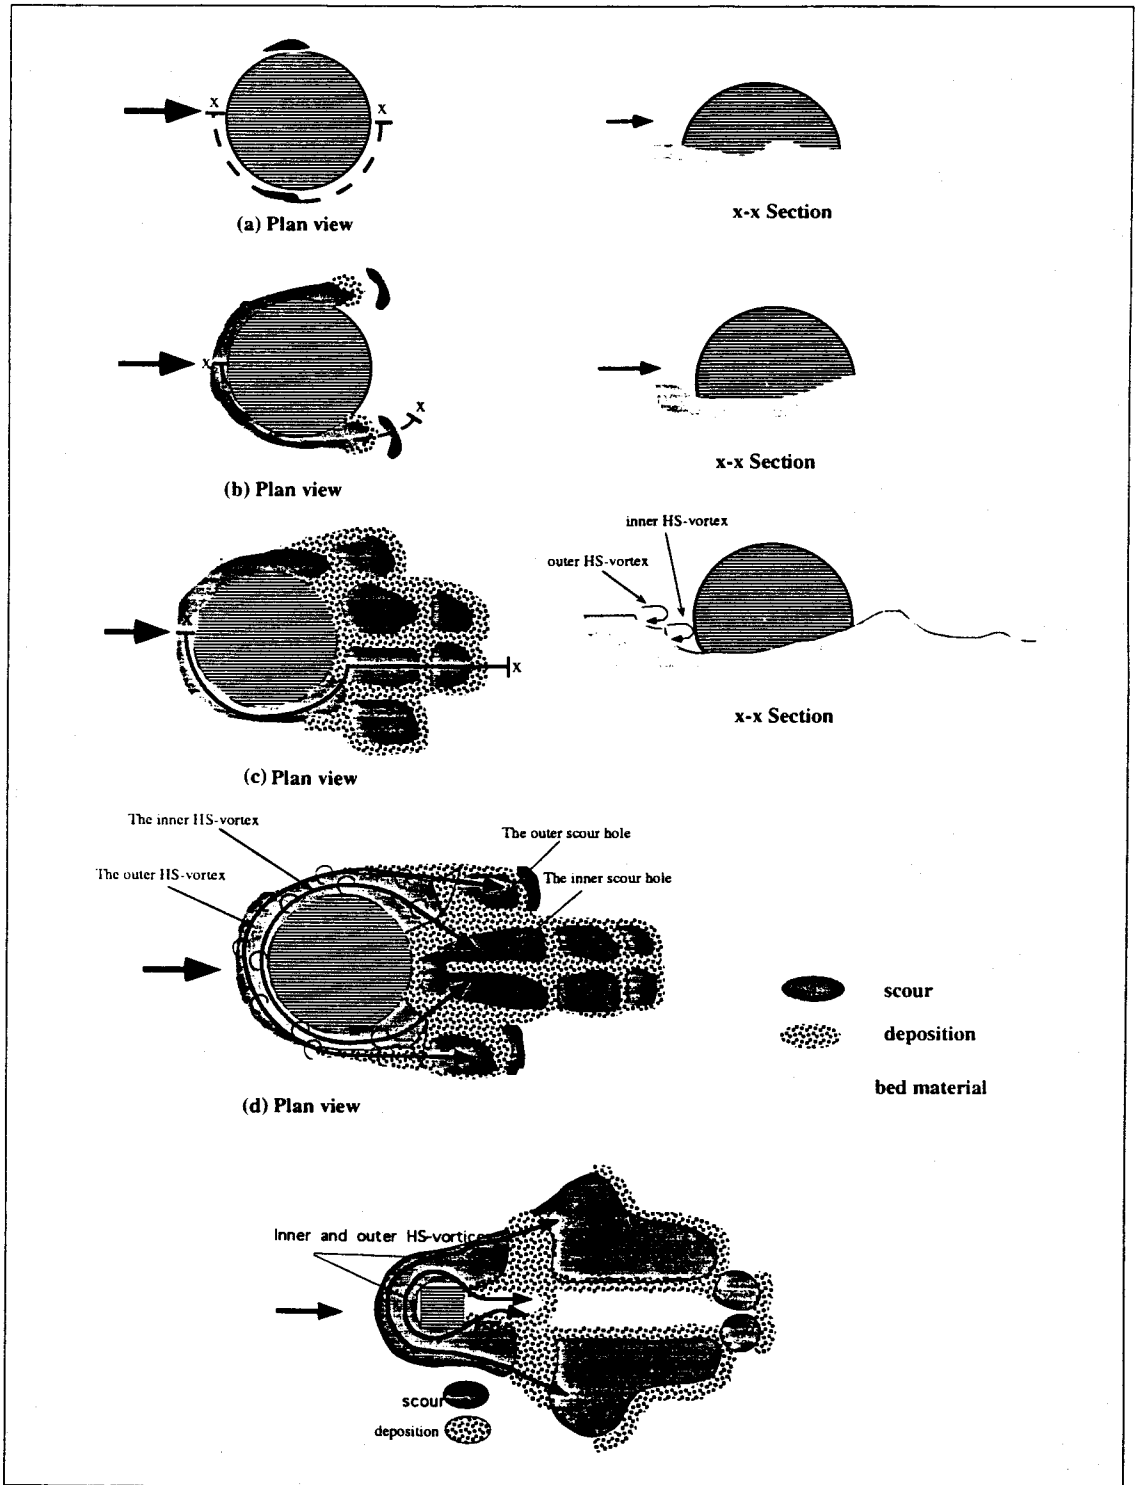 x
x
(a) Plan view
x-x Section
x
x
(b) Plan view
x-x Section
inner HS-vortex
outer HS-vortex
x
x
(c) Plan view
x-x Section
The inner HS-vortex
The outer scour hole
The outer HS-vortex
The inner scour hole
scour
deposition
bed material
(d) Plan view
Inner and outer HS-vortice
scour
deposition